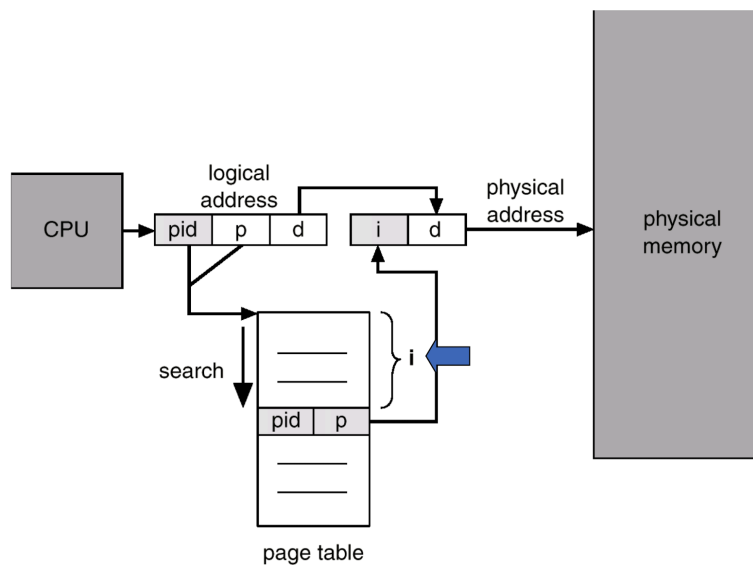 logical
address
physical
address
CPU
pid p d
i d
physical
memory
search
i
pid p
page table